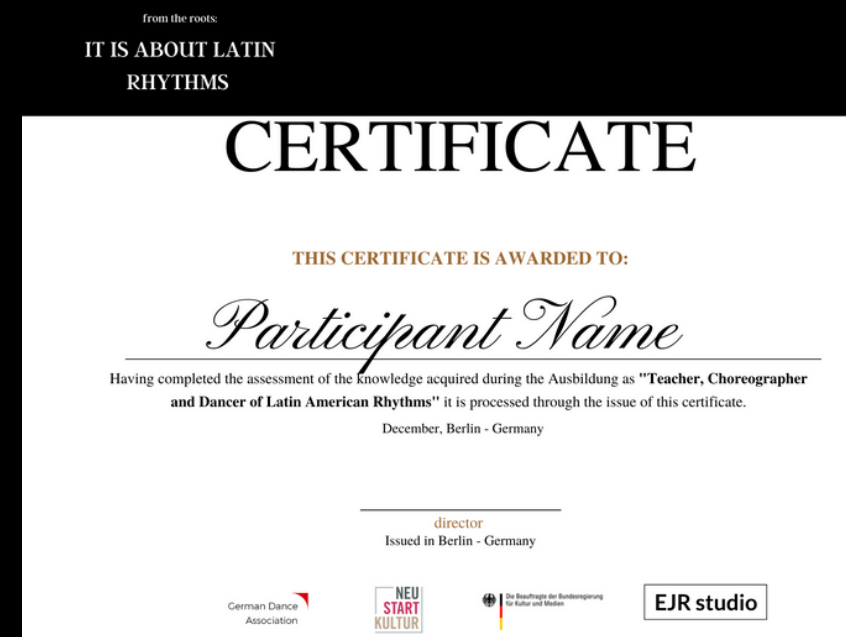 from the roots:
IT IS ABOUT LATIN
RHYTHMS
CERTIFICATE
THIS CERTIFICATE IS AWARDED TO:
Participant Name
Having completed the assessment of the knowledge acquired during the Ausbildung as "Teacher, Choreographer
and Dancer of Latin American Rhythms" it is processed through the issue of this certificate.
December, Berlin - Germany
director
Issued in Berlin - Germany
German Dance
Association
NEU
START
KULTUR
Die Beauftragte der Bundesregierung
für Kultur und Medien
EJR studio